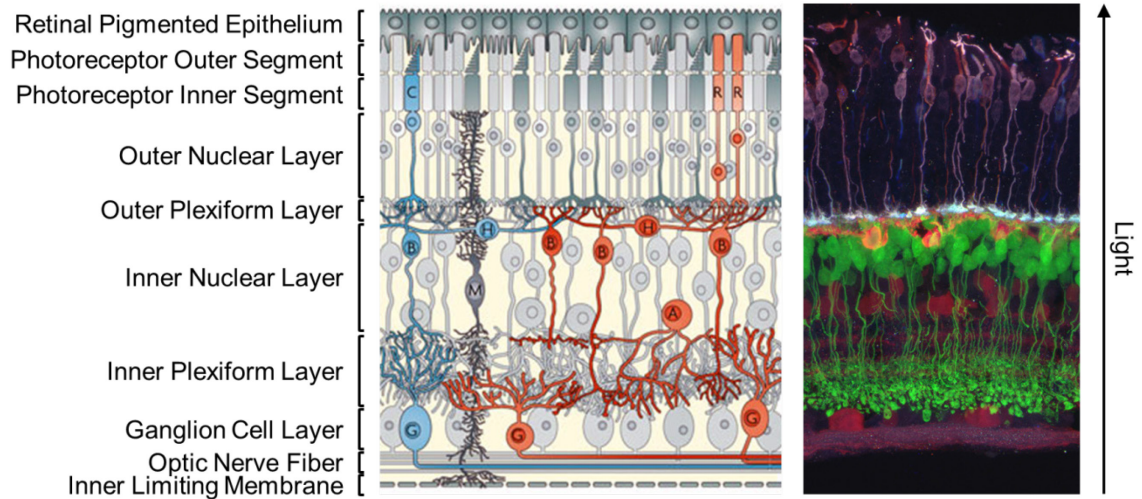 Retinal Pigmented Epithelium
Photoreceptor Outer Segment
Photoreceptor Inner Segment
C
R R
Outer Nuclear Layer
Outer Plexiform Layer
H H
B B B B
Inner Nuclear Layer
M
A
Inner Plexiform Layer
Ganglion Cell Layer
G G G
Optic Nerve Fiber
Inner Limiting Membrane
Light